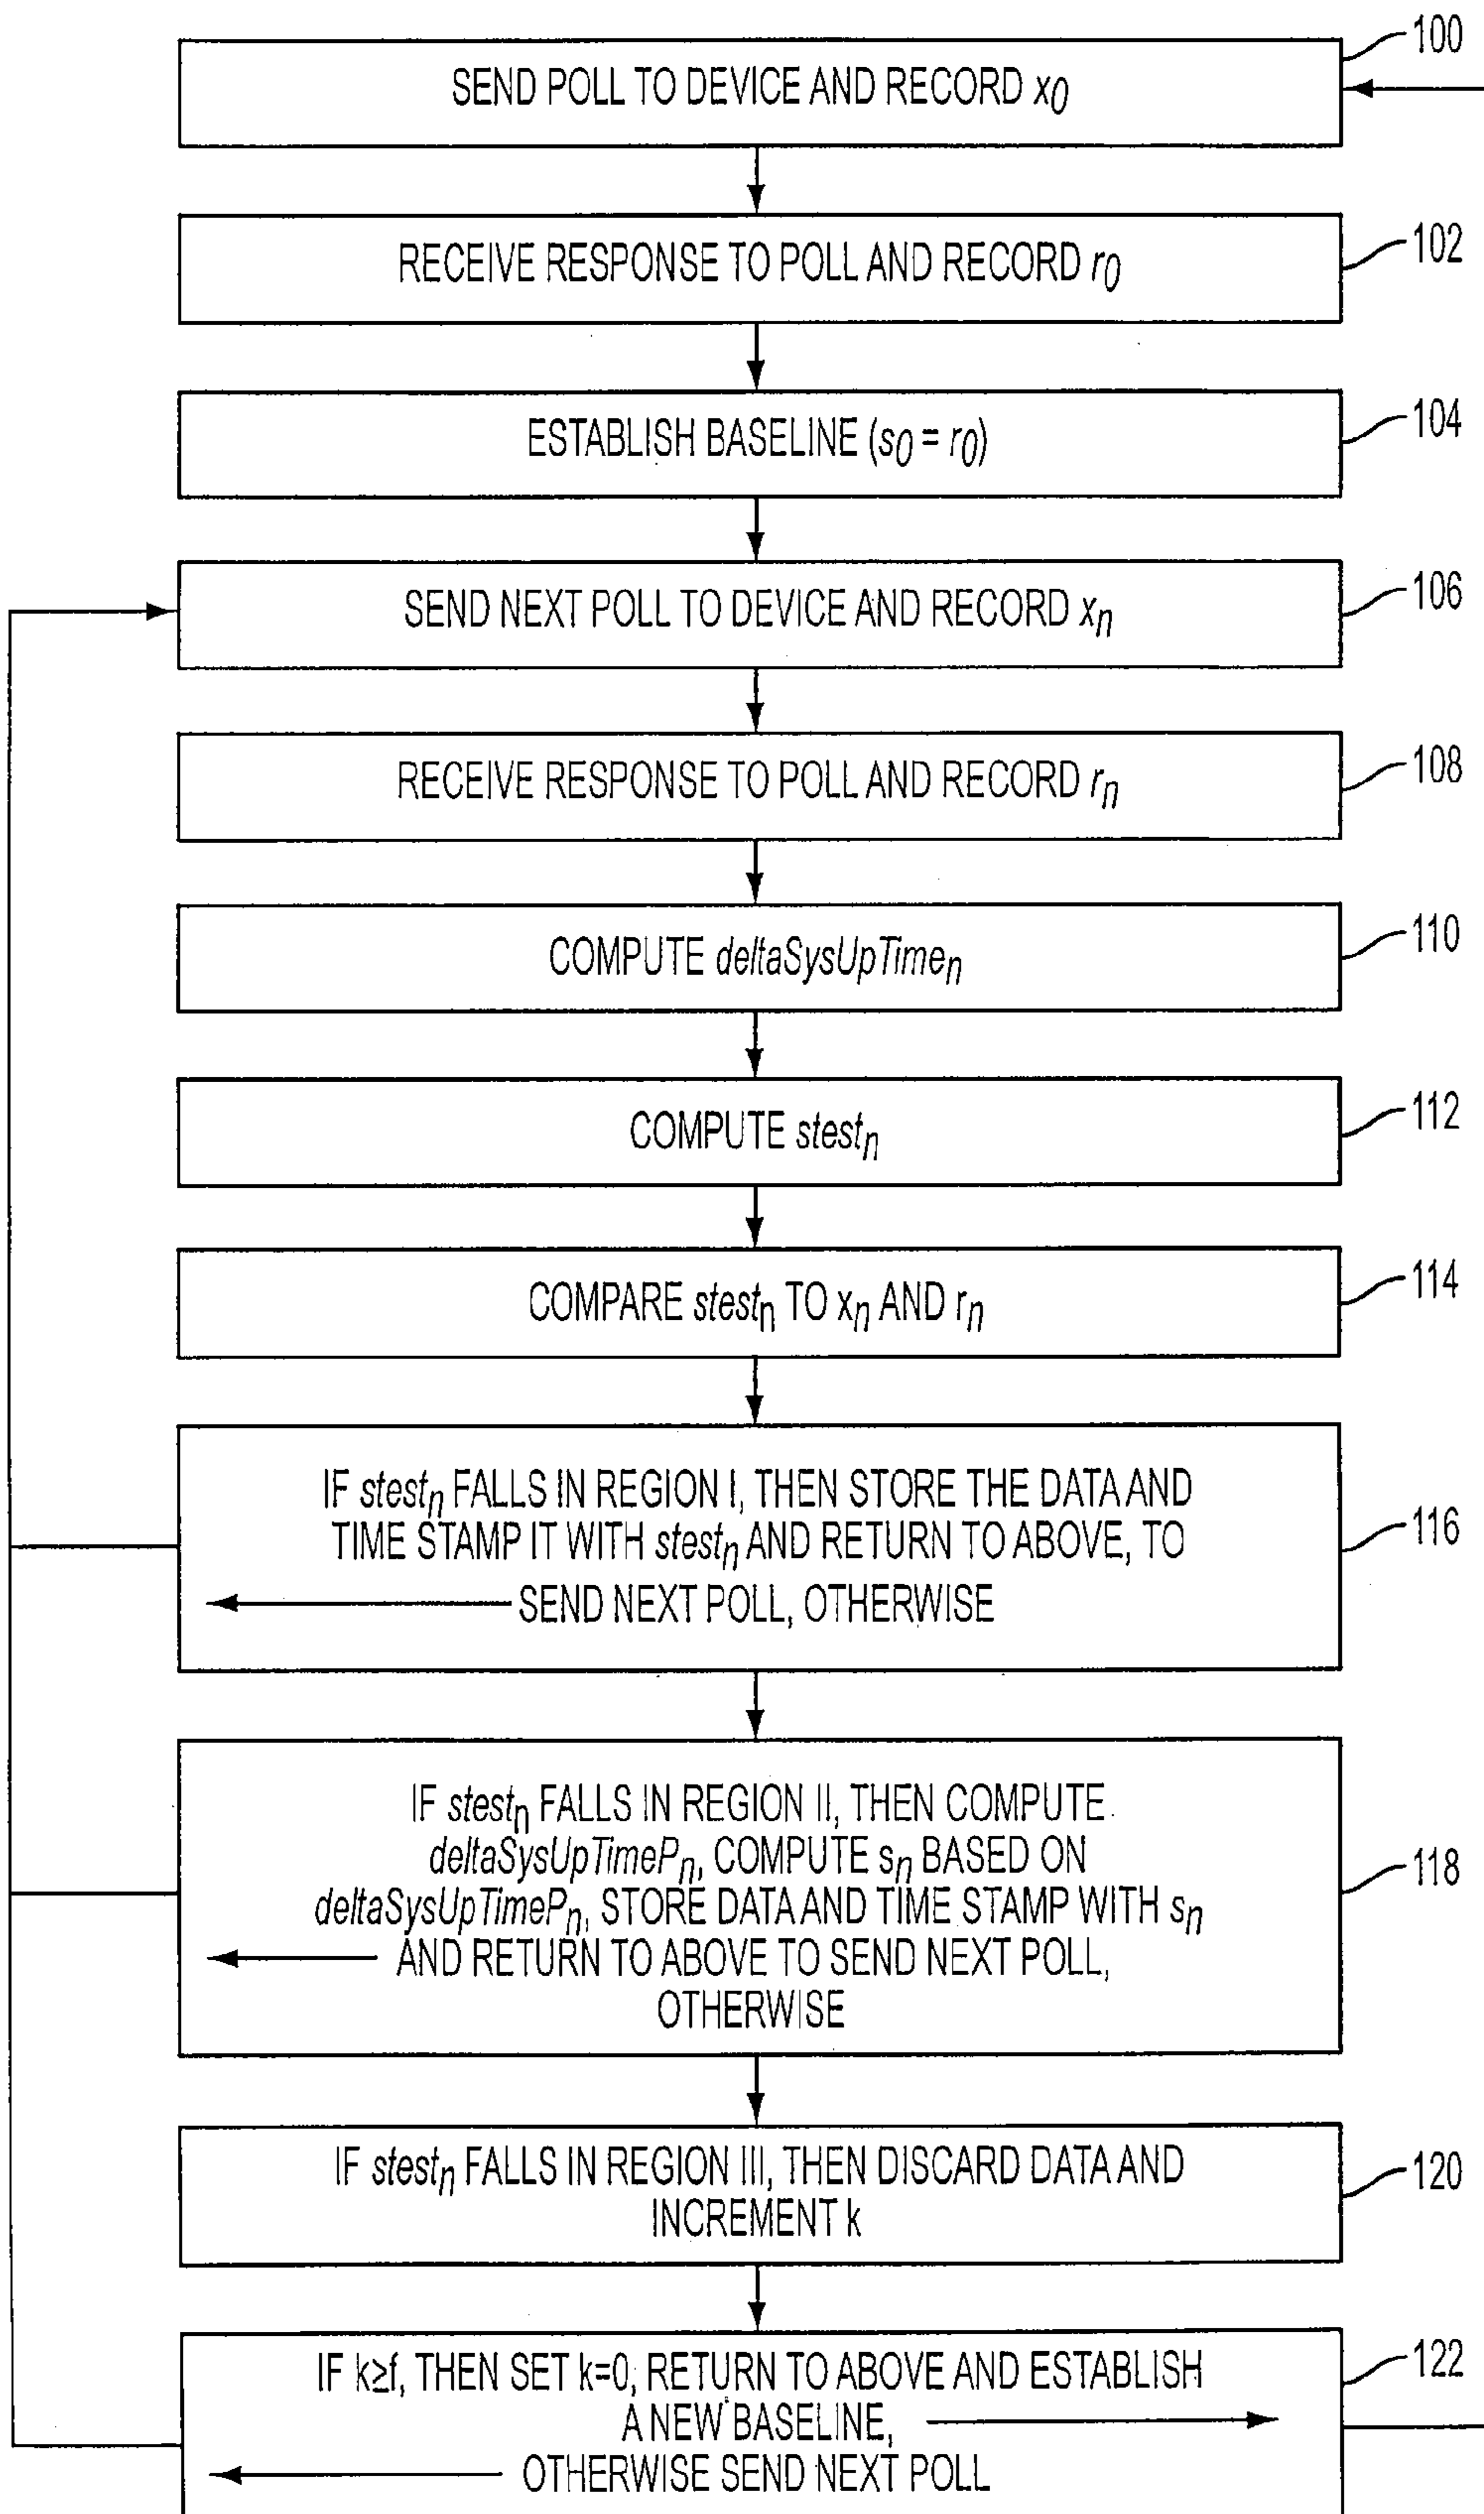 100
SEND POLL TO DEVICE AND RECORD x0
102
RECEIVE RESPONSE TO POLL AND RECORD r0
104
ESTABLISH BASELINE (s0 = r0)
106
SEND NEXT POLL TO DEVICE AND RECORD xn
108
RECEIVE RESPONSE TO POLL AND RECORD rn
110
COMPUTE deltaSysUpTimen
112
COMPUTE stestn
114
COMPARE stestn TO xn AND rn
116
IF stestn FALLS IN REGION I, THEN STORE THE DATA AND
TIME STAMP IT WITH stestn AND RETURN TO ABOVE, TO
SEND NEXT POLL, OTHERWISE
118
IF stestn FALLS IN REGION II, THEN COMPUTE
deltaSysUpTimePn, COMPUTE sn BASED ON
deltaSysUpTimePn, STORE DATA AND TIME STAMP WITH sn
AND RETURN TO ABOVE TO SEND NEXT POLL,
OTHERWISE
120
IF stestn FALLS IN REGION III, THEN DISCARD DATA AND
INCREMENT k
122
IF k≥f, THEN SET k=0, RETURN TO ABOVE AND ESTABLISH
A NEW BASELINE,
OTHERWISE SEND NEXT POLL